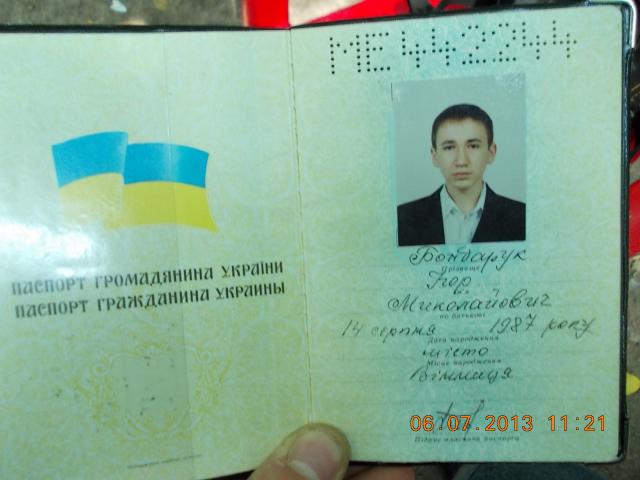 ПАСПОРТ ГРОМАДЯНИНА УКРАЇНИ
ПАСПОРТ ГРАЖДАНИНА УКРАИНЫ
МЕ442244
Бондарук
Прізвище
Ігор
Миколайович
по батькові
14 серпня 1987 року
Дата народження
місто
Місце народження
Вінниця
Підпис власника паспорта
06.07.2013 11:21